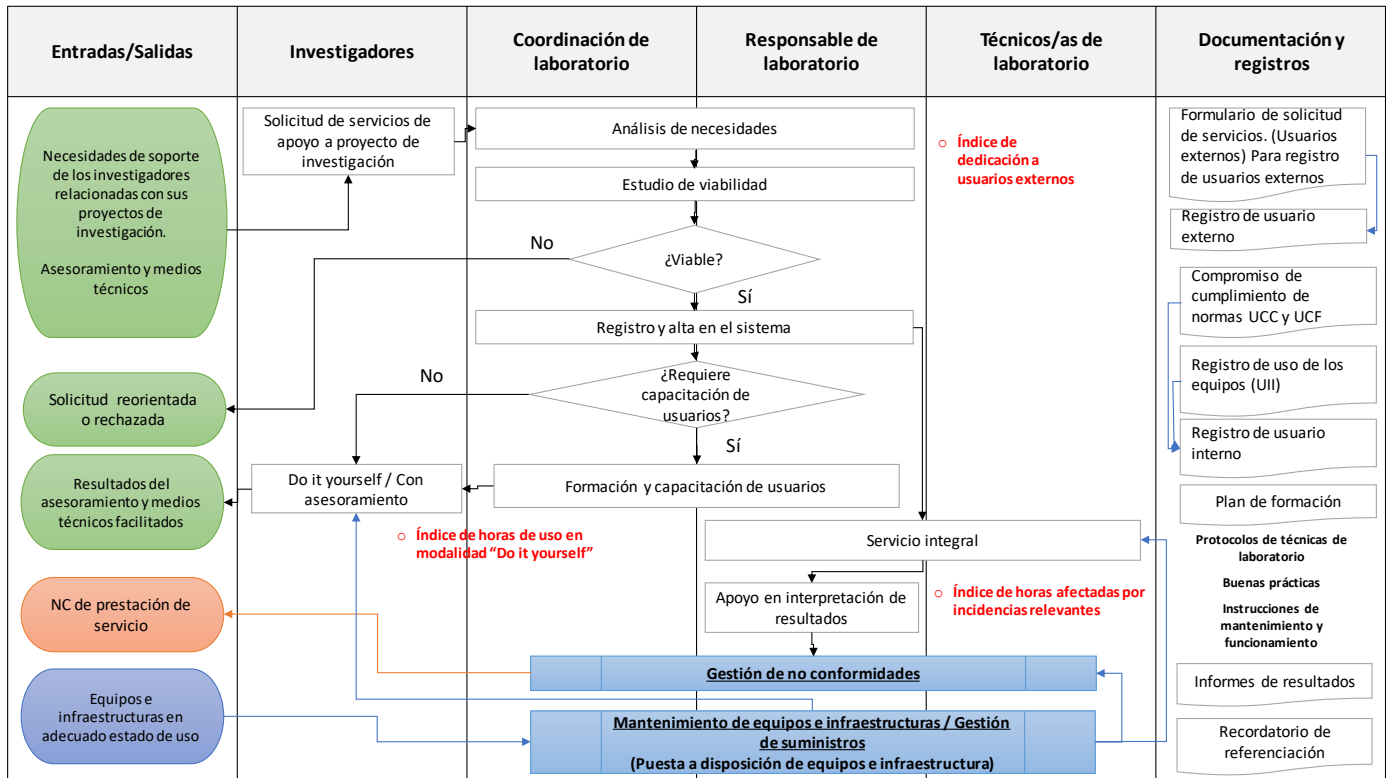 Entradas/Salidas
Investigadores
Coordinación de
laboratorio
Responsable de
laboratorio
Técnicos/as de
laboratorio
Documentación y
registros
Necesidades de soporte
de los investigadores
relacionadas con sus
proyectos de
investigación.
Asesoramiento y medios
técnicos
Solicitud de servicios de
apoyo a proyecto de
investigación
Análisis de necesidades
Estudio de viabilidad
¿Viable?
No
Sí
Registro y alta en el sistema
¿Requiere
capacitación de
usuarios?
No
Sí
Formación y capacitación de usuarios
Do it yourself / Con
asesoramiento
Solicitud reorientada
o rechazada
Resultados del
asesoramiento y medios
técnicos facilitados
NC de prestación de
servicio
Equipos e
infraestructuras en
adecuado estado de uso
○ Índice de
dedicación a
usuarios externos
○ Índice de horas de uso en
modalidad “Do it yourself”
Servicio integral
Apoyo en interpretación de
resultados
○ Índice de horas afectadas por
incidencias relevantes
Gestión de no conformidades
Mantenimiento de equipos e infraestructuras / Gestión
de suministros
(Puesta a disposición de equipos e infraestructura)
Formulario de solicitud
de servicios. (Usuarios
externos) Para registro
de usuarios externos
Registro de usuario
externo
Compromiso de
cumplimiento de
normas UCC y UCF
Registro de uso de los
equipos (UII)
Registro de usuario
interno
Plan de formación
Protocolos de técnicas de
laboratorio
Buenas prácticas
Instrucciones de
mantenimiento y
funcionamiento
Informes de resultados
Recordatorio de
referenciación